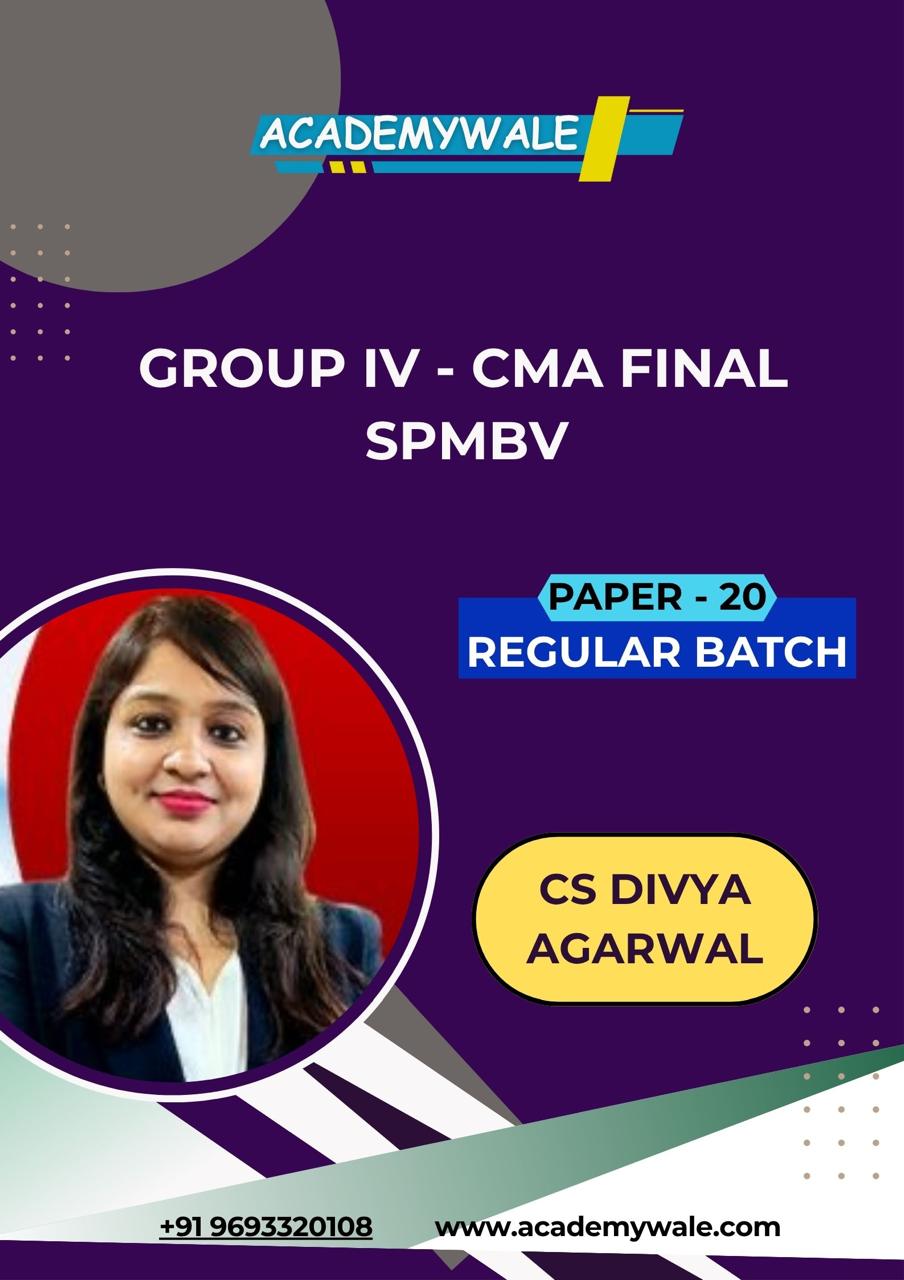 ACADEMYWALE
GROUP IV - CMA FINAL
SPMBV
PAPER - 20
REGULAR BATCH
CS DIVYA
AGARWAL
+91 9693320108
www.academywale.com